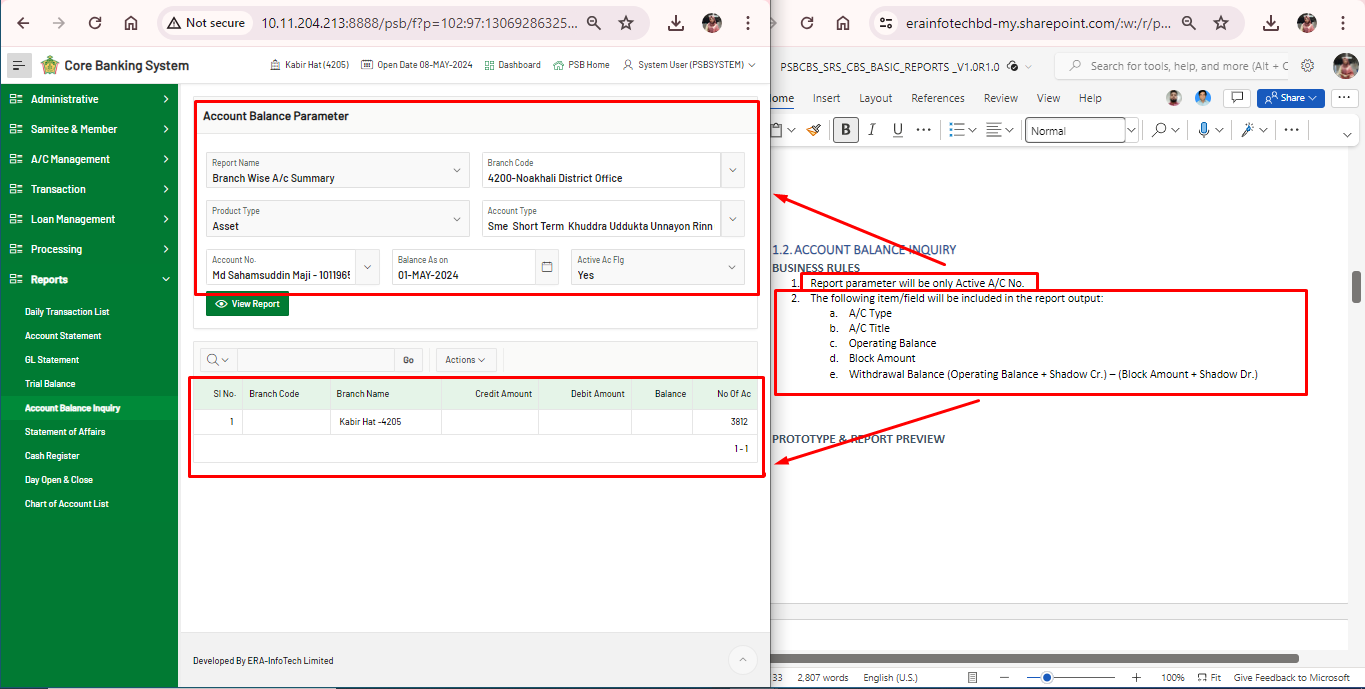 Not secure
10.11.204.213:8888/psb/f?p=102:97:13069286325...
erainfotechbd-my.sharepoint.com/:w:/r/p...
Core Banking System
Kabir Hat (4205)
Open Date 08-MAY-2024
Dashboard
PSB Home
System User (PSBSYSTEM)
Administrative
Samitee & Member
A/C Management
Transaction
Loan Management
Processing
Reports
Daily Transaction List
Account Statement
GL Statement
Trial Balance
Account Balance Inquiry
Statement of Affairs
Cash Register
Day Open & Close
Chart of Account List
Account Balance Parameter
Report Name
Branch Wise A/c Summary
Branch Code
4200-Noakhali District Office
Product Type
Asset
Account Type
Sme Short Term Khuddra Uddukta Unnayon Rinn
Account No.
Md Sahamsuddin Maji - 1011965
Balance As on
01-MAY-2024
Active Ac Flg
Yes
View Report
Go
Actions
Sl No. Branch Code Branch Name Credit Amount Debit Amount Balance No Of Ac
1 Kabir Hat -4205 3812
1 - 1
Developed By ERA-InfoTech Limited
PSBCBS_SRS_CBS_BASIC_REPORTS _V1.0R1.0
Search for tools, help, and more (Alt + C
ome Insert Layout References Review View Help
Share
B I U ... Normal
1.2. ACCOUNT BALANCE INQUIRY
BUSINESS RULES
1. Report parameter will be only Active A/C No.
2. The following item/field will be included in the report output:
a. A/C Type
b. A/C Title
c. Operating Balance
d. Block Amount
e. Withdrawal Balance (Operating Balance + Shadow Cr.) – (Block Amount + Shadow Dr.)
PROTOTYPE & REPORT PREVIEW
33 2,807 words English (U.S.) 100% Fit Give Feedback to Microsoft